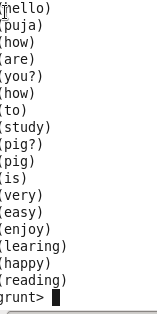 (hello)
(puja)
(how)
(are)
(you?)
(how)
(to)
(study)
(pig?)
(pig)
(is)
(very)
(easy)
(enjoy)
(learing)
(happy)
(reading)
grunt>